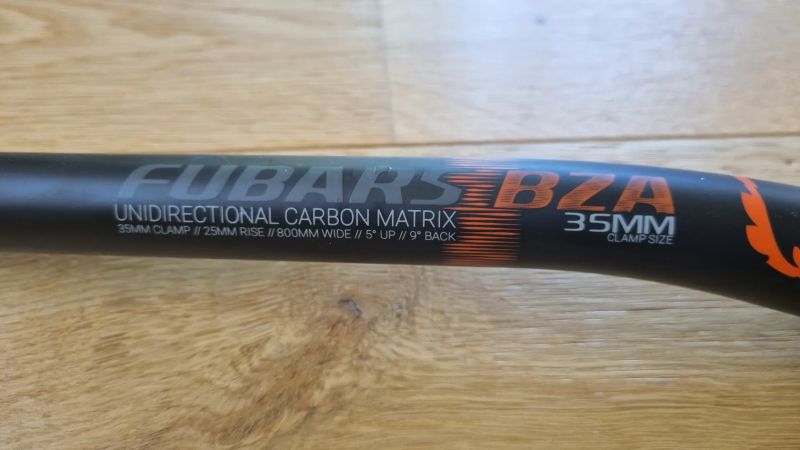 FUBARS BZA
UNIDIRECTIONAL CARBON MATRIX
35MM CLAMP // 25MM RISE // 800MM WIDE // 5° UP // 9° BACK
35MM
CLAMP SIZE